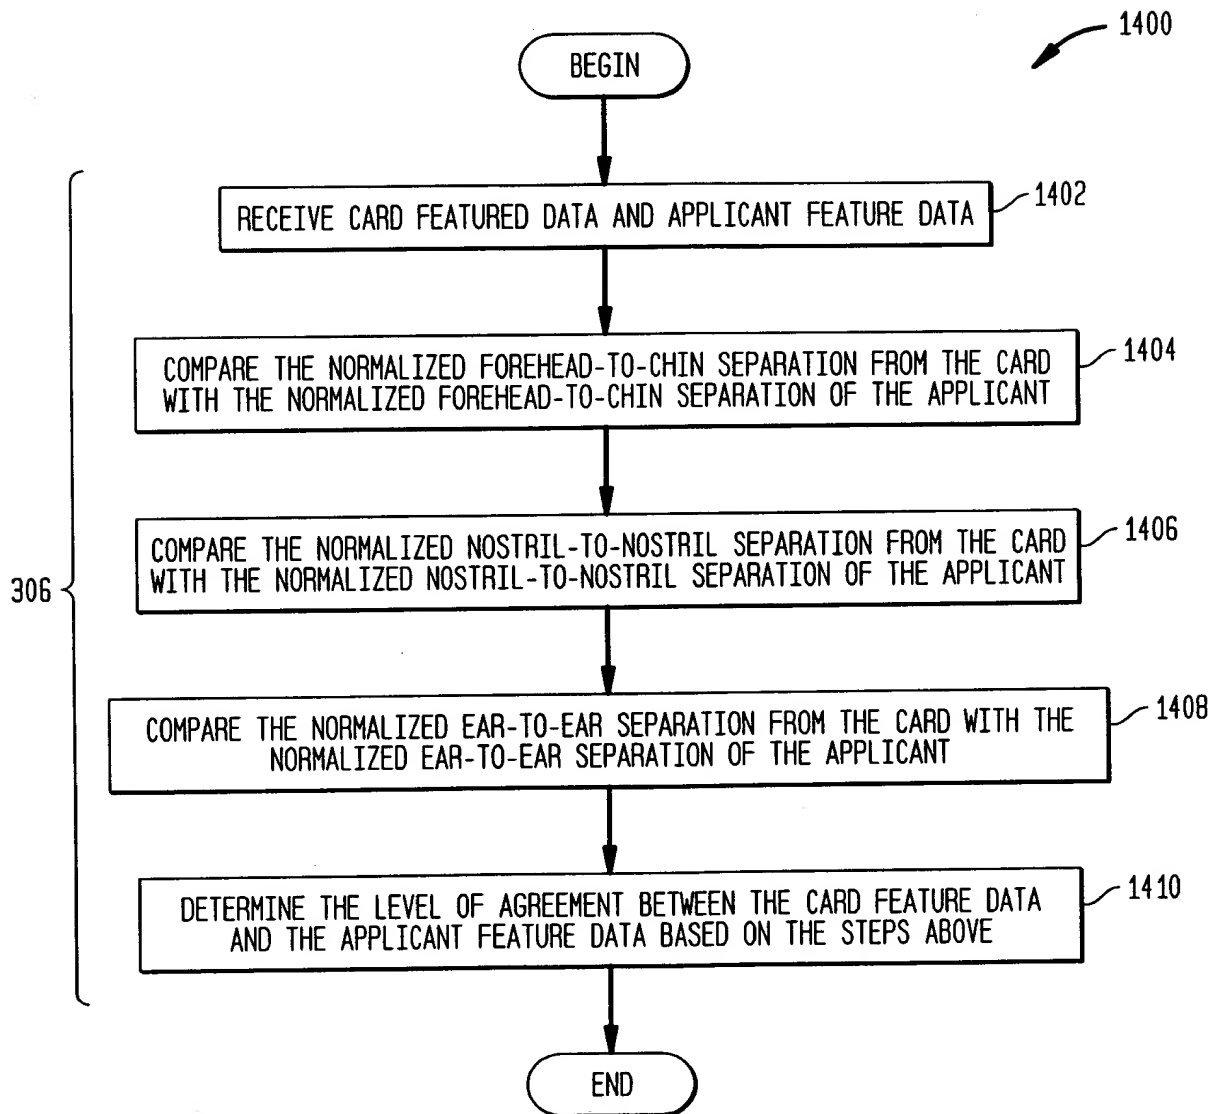 1400
BEGIN
RECEIVE CARD FEATURED DATA AND APPLICANT FEATURE DATA
1402
COMPARE THE NORMALIZED FOREHEAD-TO-CHIN SEPARATION FROM THE CARD
WITH THE NORMALIZED FOREHEAD-TO-CHIN SEPARATION OF THE APPLICANT
1404
COMPARE THE NORMALIZED NOSTRIL-TO-NOSTRIL SEPARATION FROM THE CARD
WITH THE NORMALIZED NOSTRIL-TO-NOSTRIL SEPARATION OF THE APPLICANT
1406
306
COMPARE THE NORMALIZED EAR-TO-EAR SEPARATION FROM THE CARD WITH THE
NORMALIZED EAR-TO-EAR SEPARATION OF THE APPLICANT
1408
DETERMINE THE LEVEL OF AGREEMENT BETWEEN THE CARD FEATURE DATA
AND THE APPLICANT FEATURE DATA BASED ON THE STEPS ABOVE
1410
END